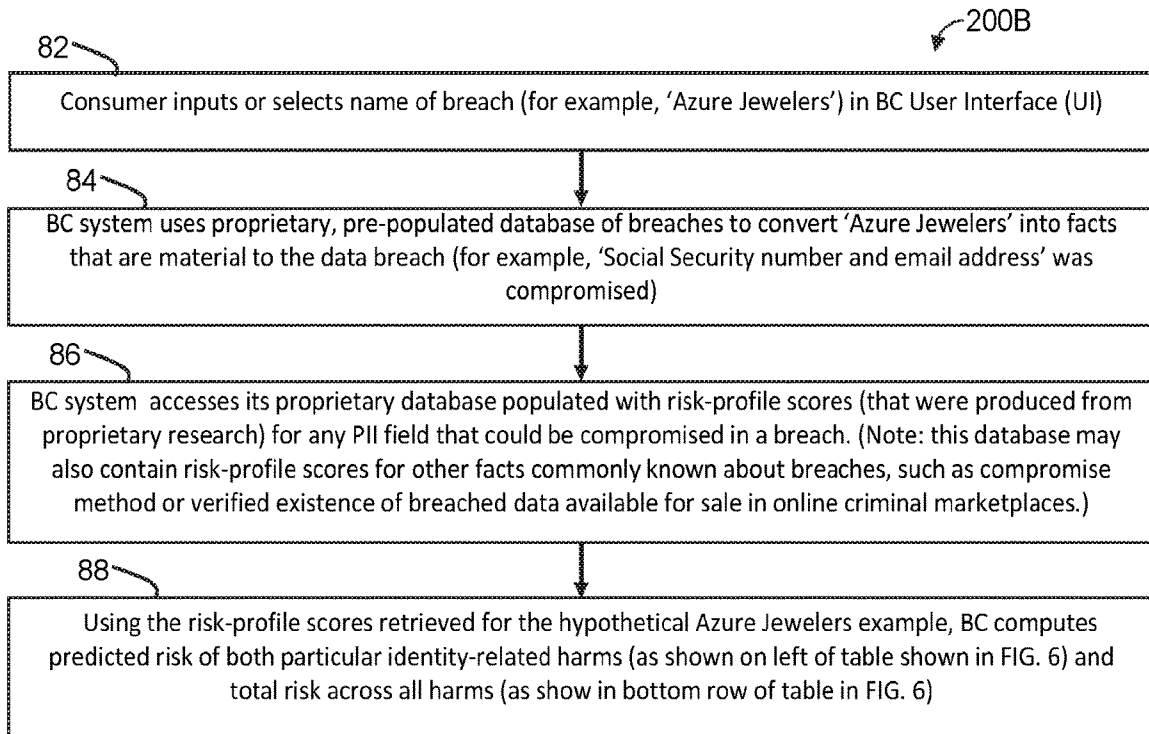 200B
82
Consumer inputs or selects name of breach (for example, ‘Azure Jewelers’) in BC User Interface (UI)
84
BC system uses proprietary, pre-populated database of breaches to convert ‘Azure Jewelers’ into facts
that are material to the data breach (for example, ‘Social Security number and email address’ was
compromised)
86
BC system accesses its proprietary database populated with risk-profile scores (that were produced from
proprietary research) for any PII field that could be compromised in a breach. (Note: this database may
also contain risk-profile scores for other facts commonly known about breaches, such as compromise
method or verified existence of breached data available for sale in online criminal marketplaces.)
88
Using the risk-profile scores retrieved for the hypothetical Azure Jewelers example, BC computes
predicted risk of both particular identity-related harms (as shown on left of table shown in FIG. 6) and
total risk across all harms (as show in bottom row of table in FIG. 6)